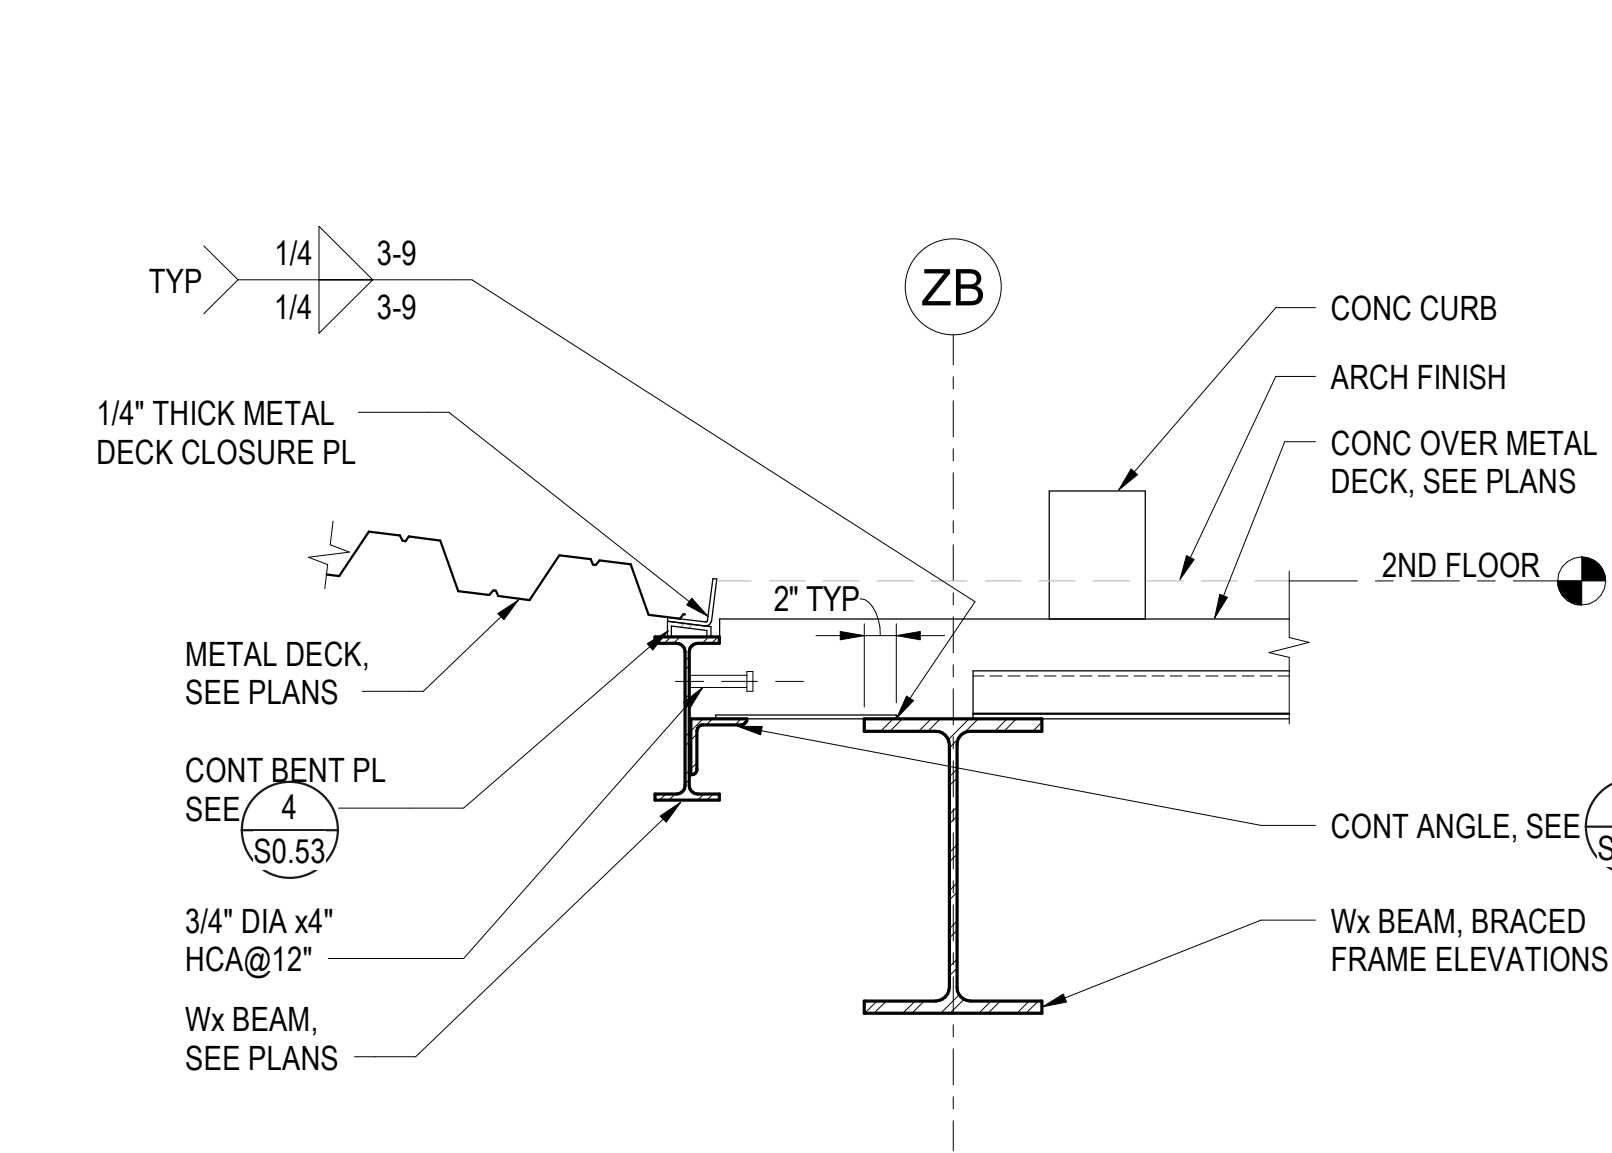 1/4 3-9
TYP
1/4 3-9
ZB
CONC CURB
ARCH FINISH
1/4" THICK METAL
DECK CLOSURE PL
CONC OVER METAL
DECK, SEE PLANS
2ND FLOOR
2" TYP
METAL DECK,
SEE PLANS
CONT BENT PL
SEE 4
S0.53
CONT ANGLE, SEE
S
3/4" DIA x4"
HCA@12"
Wx BEAM, BRACED
FRAME ELEVATIONS
Wx BEAM,
SEE PLANS